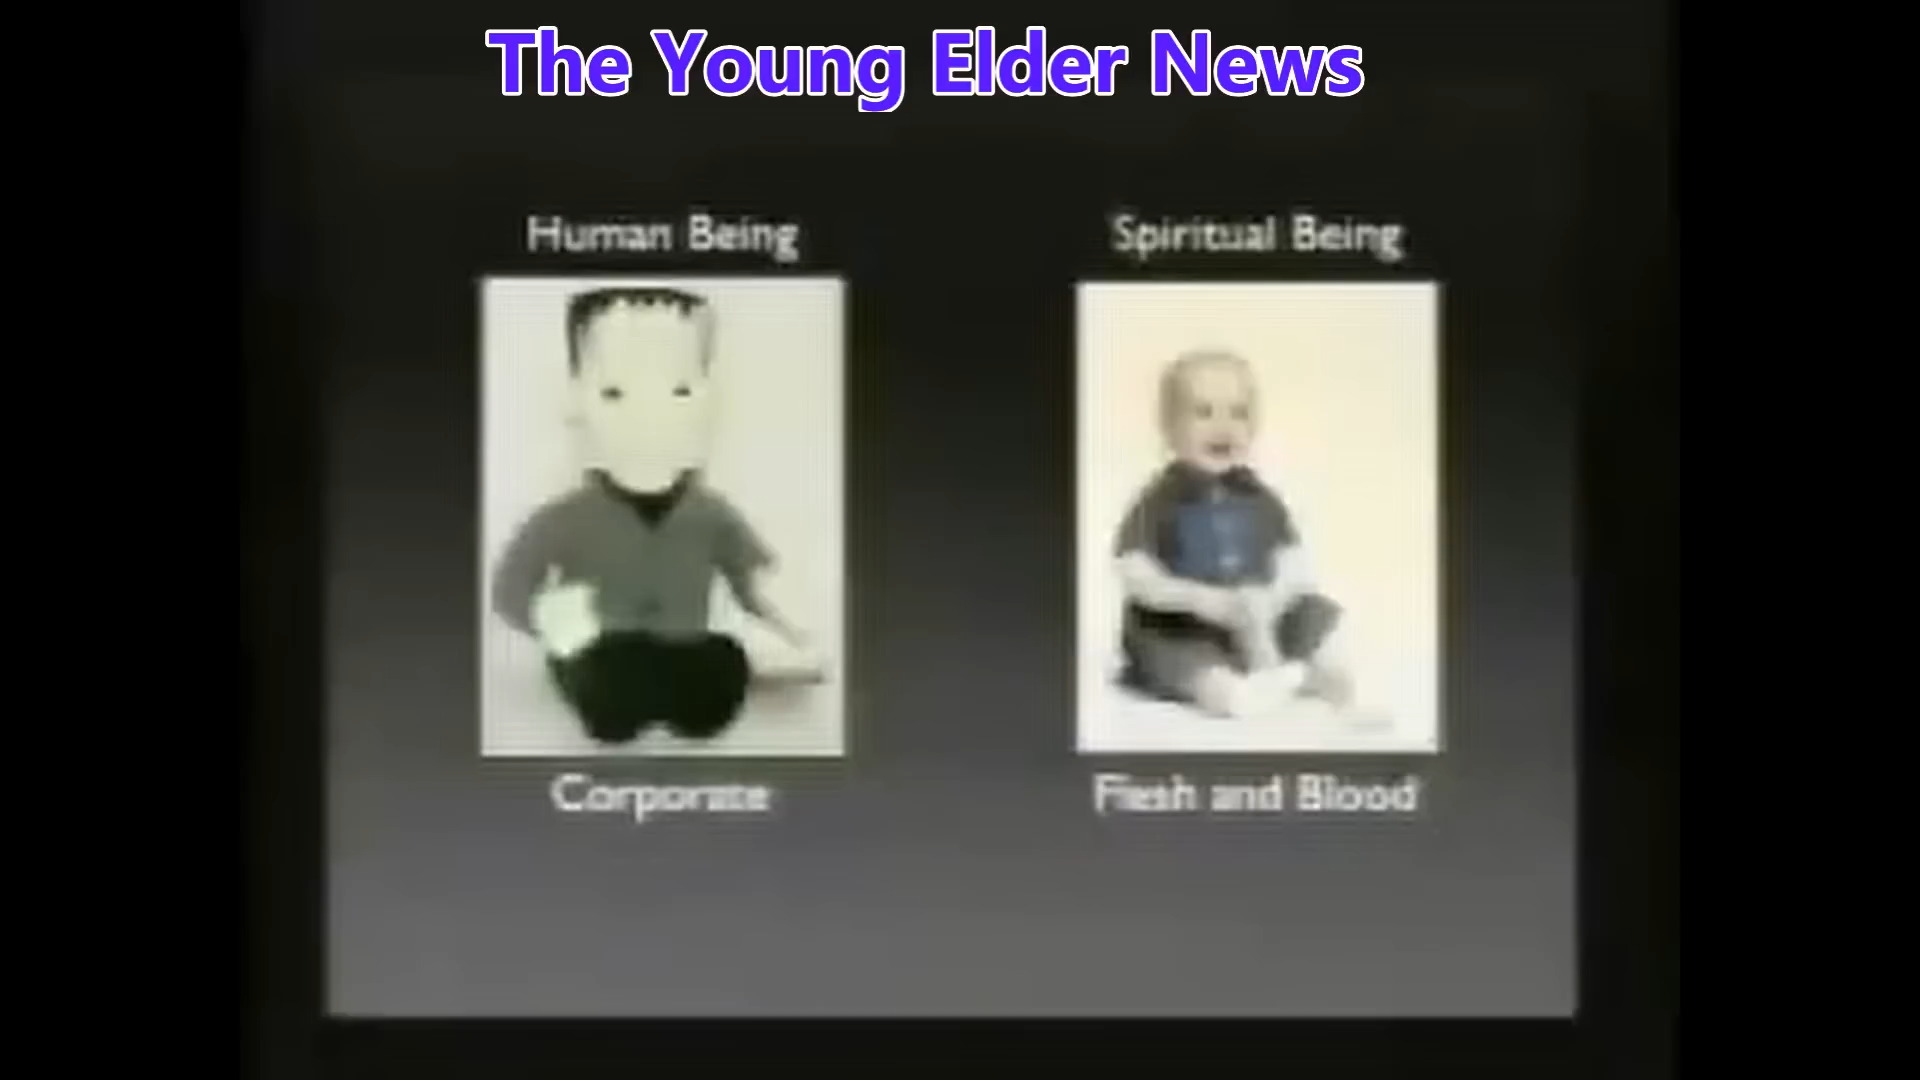 The Young Elder News
Human Being
Spiritual Being
Corporate
Flesh and Blood